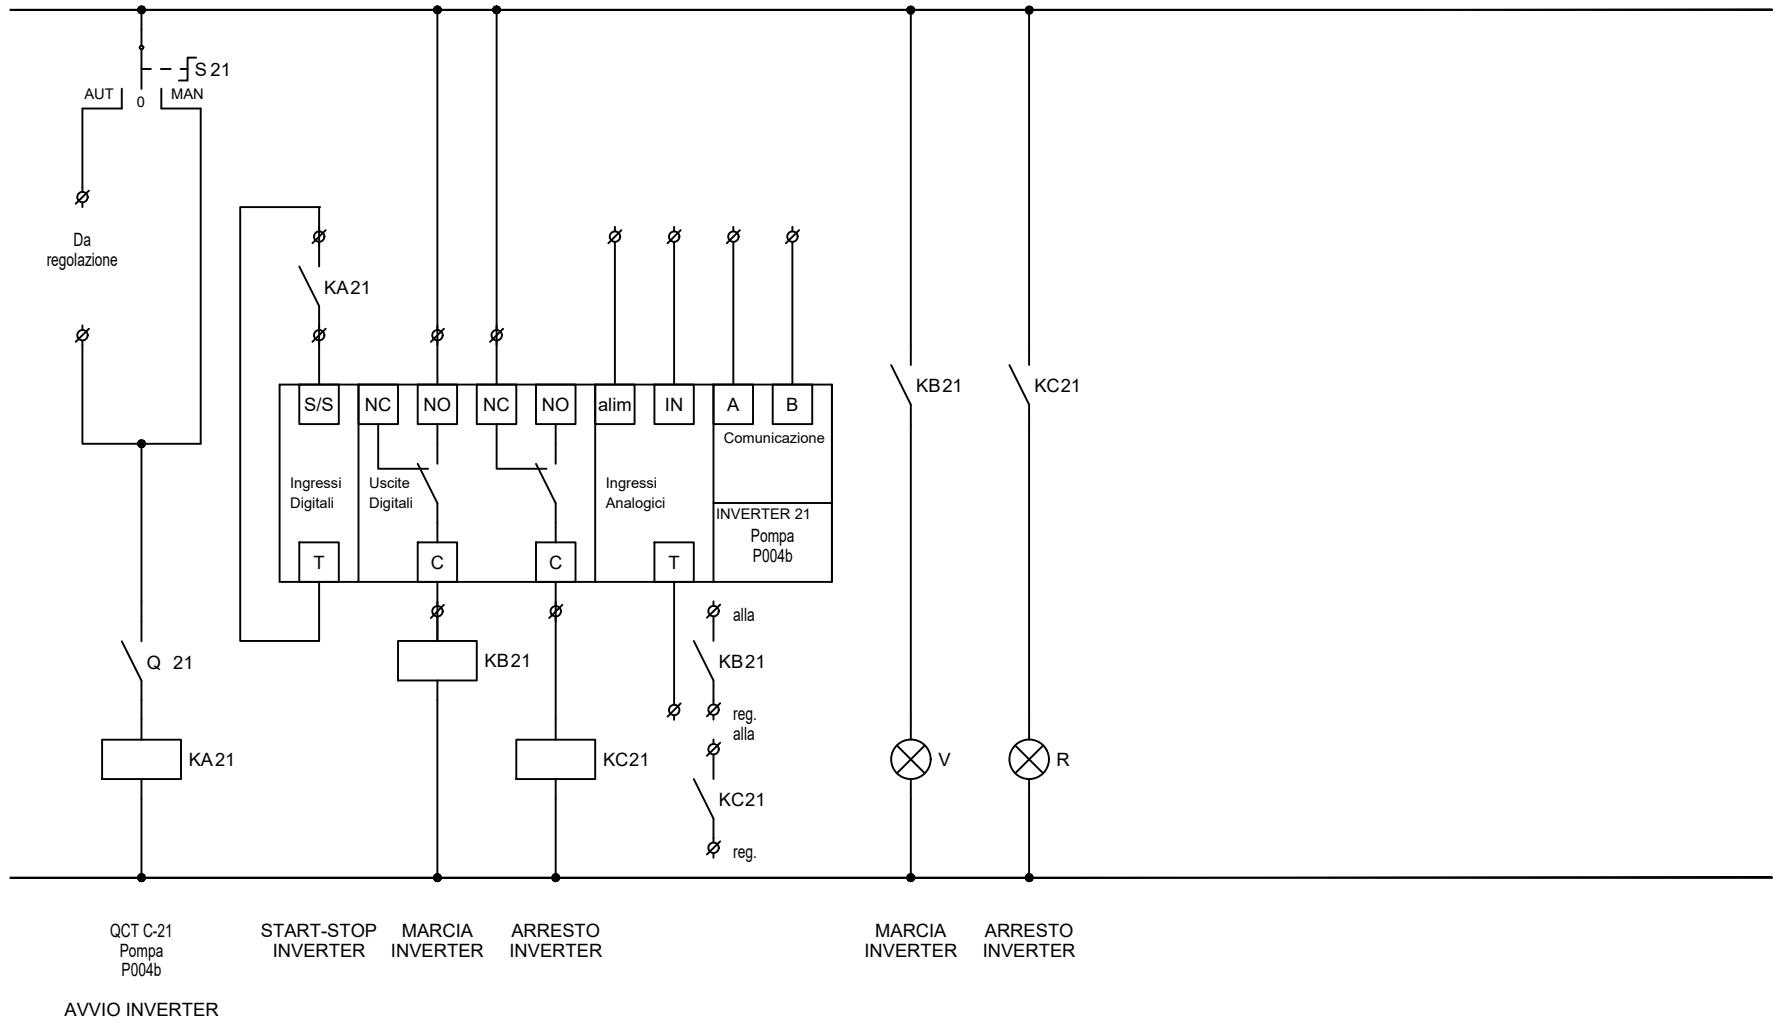 S 21
AUT
0
MAN
Da
regolazione
KA21
KB21
KC21
S/S
NC
NO
NC
NO
alim
IN
A
B
Comunicazione
Ingressi
Digitali
Uscite
Digitali
Ingressi
Analogici
INVERTER 21
Pompa
P004b
T
C
C
T
alla
Q 21
KB21
KB21
reg.
alla
KA21
KC21
V
R
KC21
reg.
QCT C-21
Pompa
P004b
AVVIO INVERTER
START-STOP
INVERTER
MARCIA
INVERTER
ARRESTO
INVERTER
MARCIA
INVERTER
ARRESTO
INVERTER